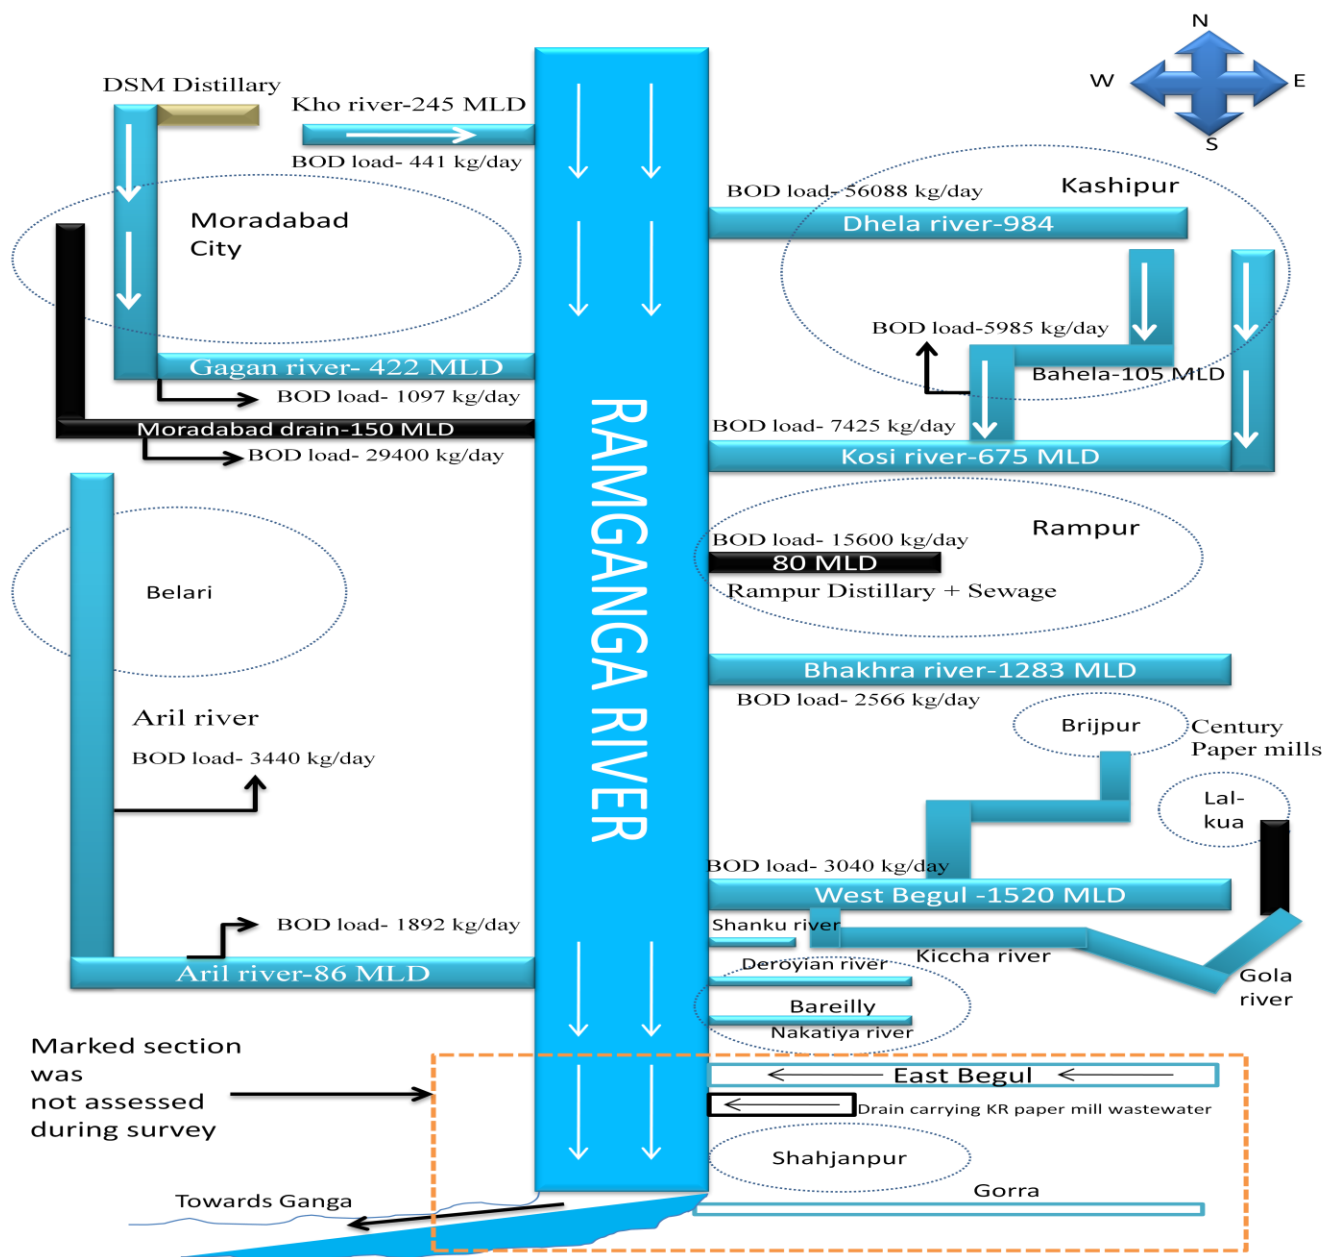 N
W
E
S
DSM Distillary
Kho river-245 MLD
BOD load- 441 kg/day
Moradabad
City
Gagan river- 422 MLD
BOD load- 1097 kg/day
Moradabad drain-150 MLD
BOD load- 29400 kg/day
Belari
Aril river
BOD load- 3440 kg/day
BOD load- 1892 kg/day
Aril river-86 MLD
Marked section
was
not assessed
during survey
Towards Ganga
RAMGANGA RIVER
BOD load- 56088 kg/day
Kashipur
Dhela river-984
BOD load-5985 kg/day
Bahela-105 MLD
BOD load- 7425 kg/day
Kosi river-675 MLD
Rampur
BOD load- 15600 kg/day
80 MLD
Rampur Distillary + Sewage
Bhakhra river-1283 MLD
BOD load- 2566 kg/day
Brijpur
Century
Paper mills
Lal-
kua
BOD load- 3040 kg/day
West Begul -1520 MLD
Shanku river
Kiccha river
Gola
river
Deroyian river
Bareilly
Nakatiya river
East Begul
Drain carrying KR paper mill wastewater
Shahjanpur
Gorra